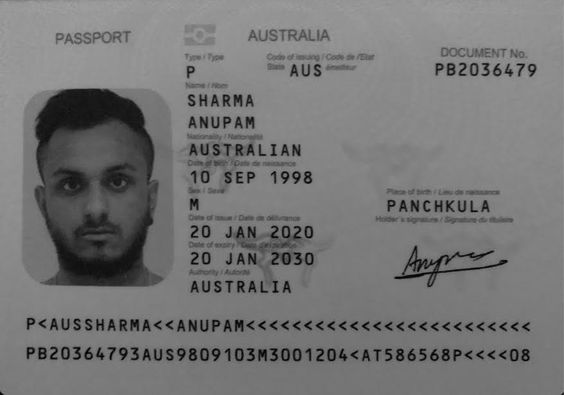 PASSPORT AUSTRALIA
Type / Type Code of issuing / Code de l'Etat DOCUMENT No.
P State AUS émetteur PB2036479
Name / Nom
SHARMA
ANUPAM
Nationality / Nationalité
AUSTRALIAN
Date of birth / Date de naissance
10 SEP 1998
Sex / Sexe Place of birth / Lieu de naissance
M PANCHKULA
Date of issue / Date de délivrance Holder's signature / Signature du titulaire
20 JAN 2020
Date of expiry / Date d'expiration
20 JAN 2030
Authority / Autorité
AUSTRALIA
P<AUSSHARMA<<ANUPAM<<<<<<<<<<<<<<<<<<<<<<<<<
PB20364793AUS9809103M3001204<AT586568P<<<<08